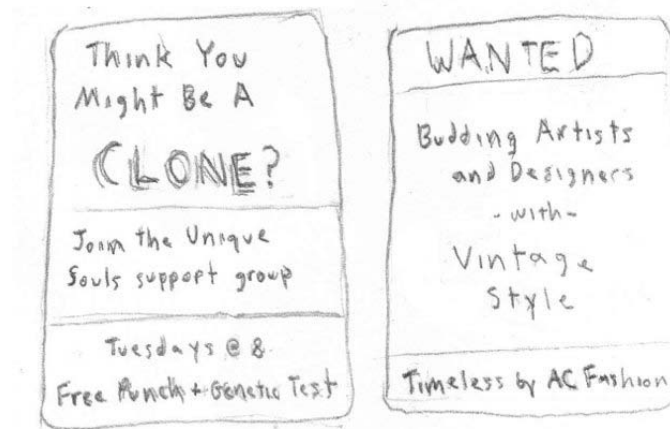 Think You
Might Be A
CLONE?
Join the Unique
Souls support group
Tuesdays @ 8
Free Punch + Genetic Test
WANTED
Budding Artists
and Designers
- with -
Vintage
Style
Timeless by AC Fashion